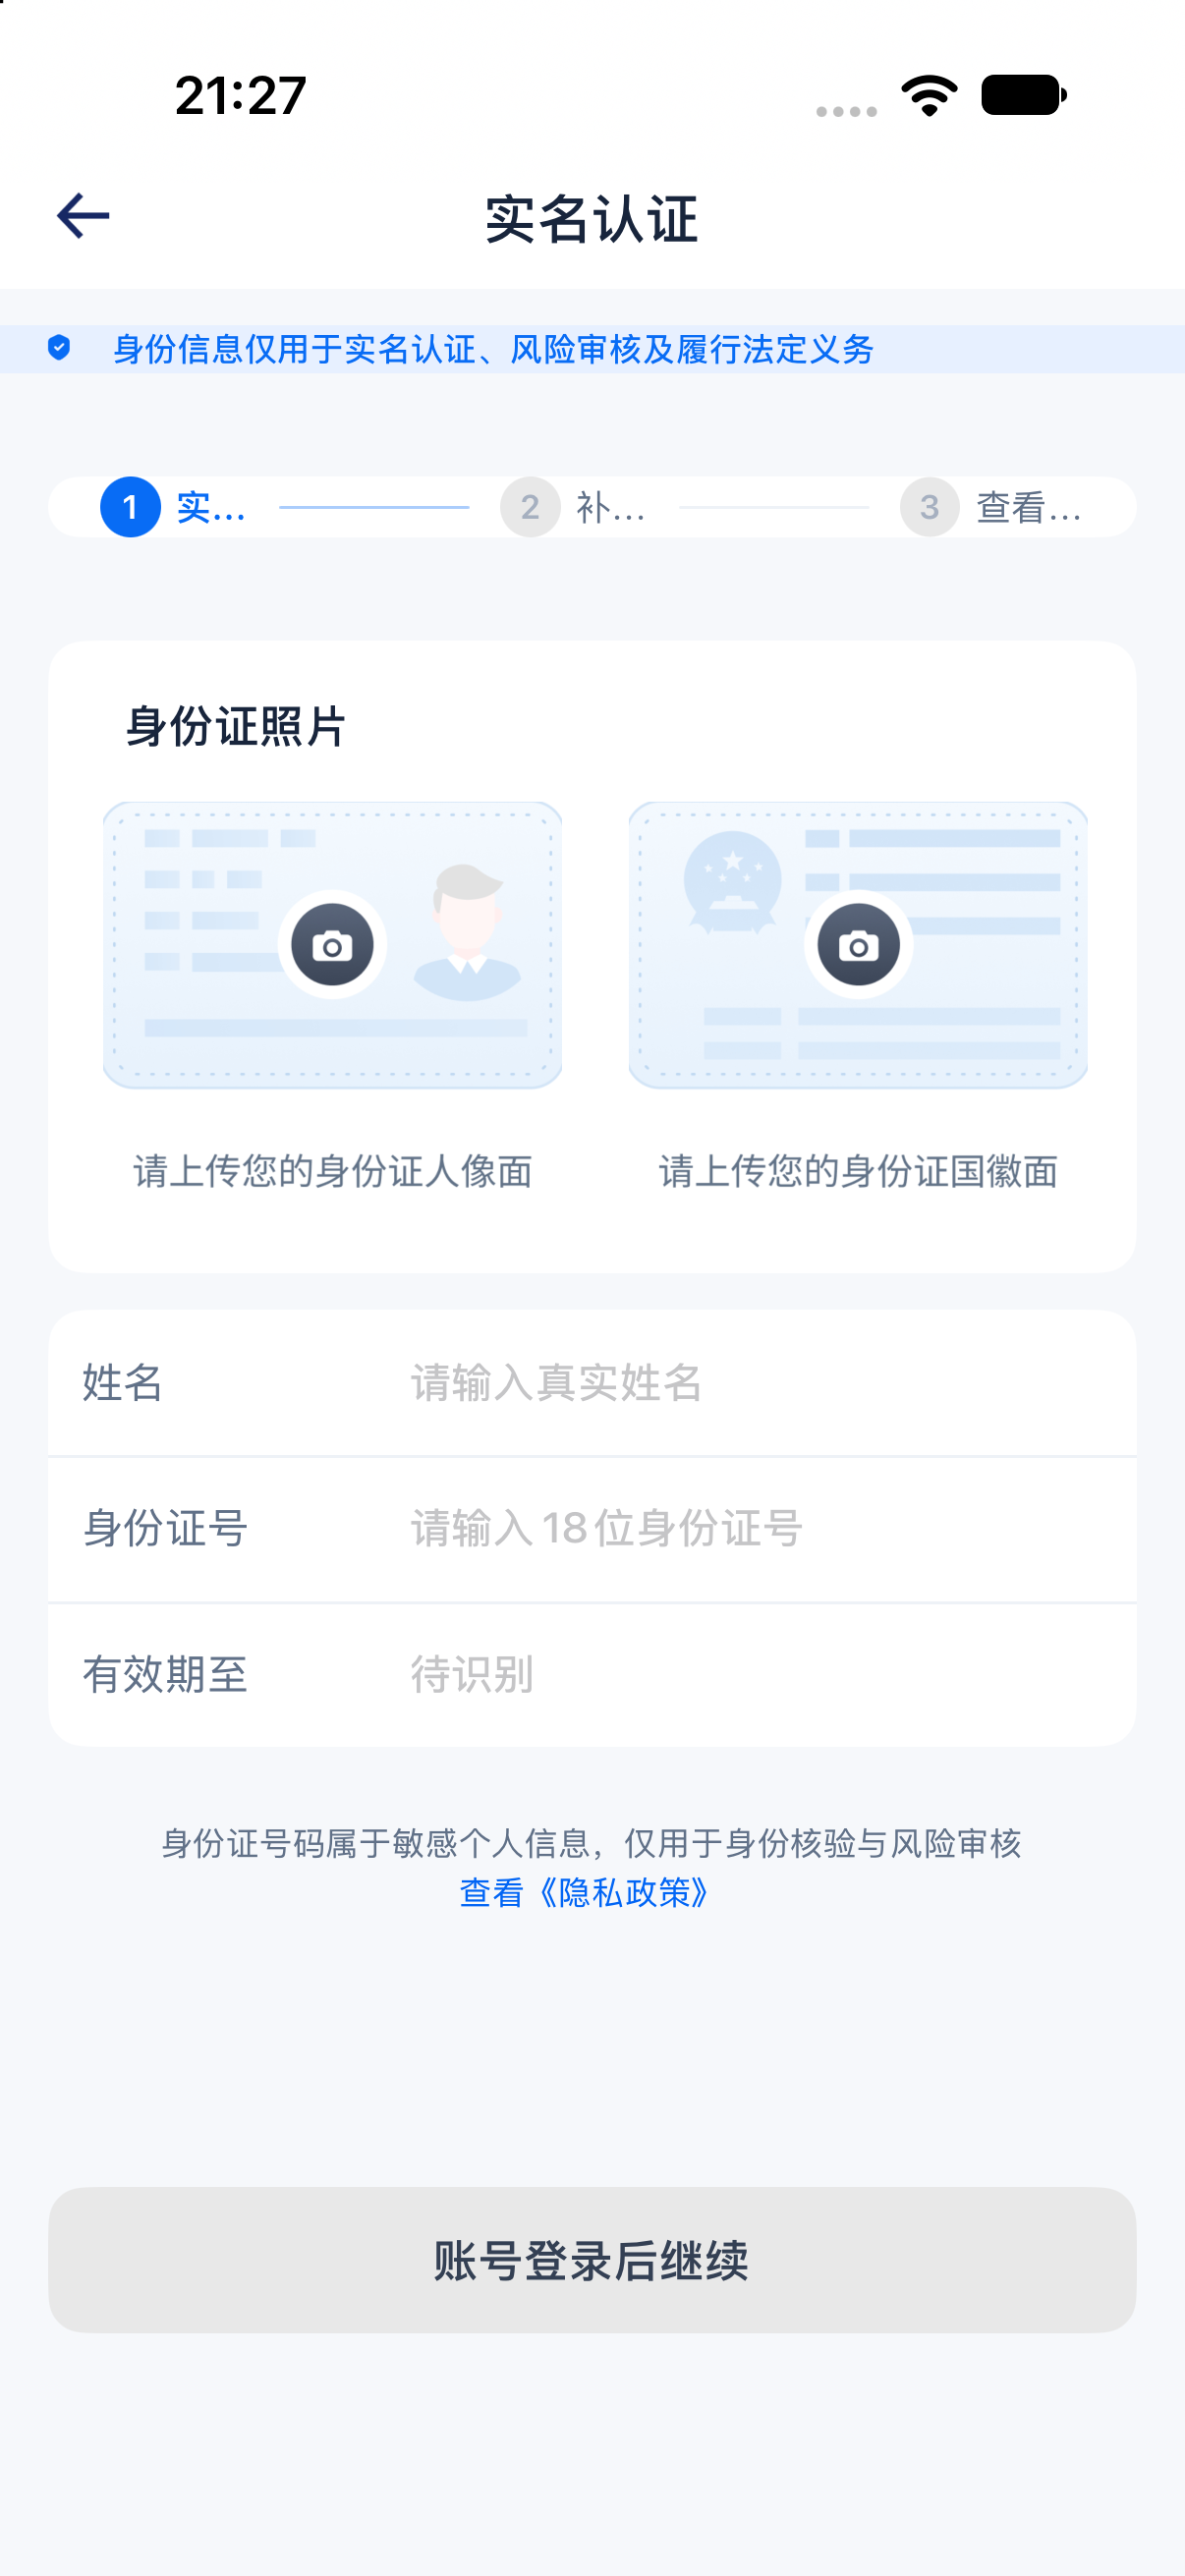 21:27
实名认证
身份信息仅用于实名认证、风险审核及履行法定义务
1 实... 2 补... 3 查看...
身份证照片
请上传您的身份证人像面 请上传您的身份证国徽面
姓名 请输入真实姓名
身份证号 请输入 18 位身份证号
有效期至 待识别
身份证号码属于敏感个人信息，仅用于身份核验与风险审核
查看《隐私政策》
账号登录后继续